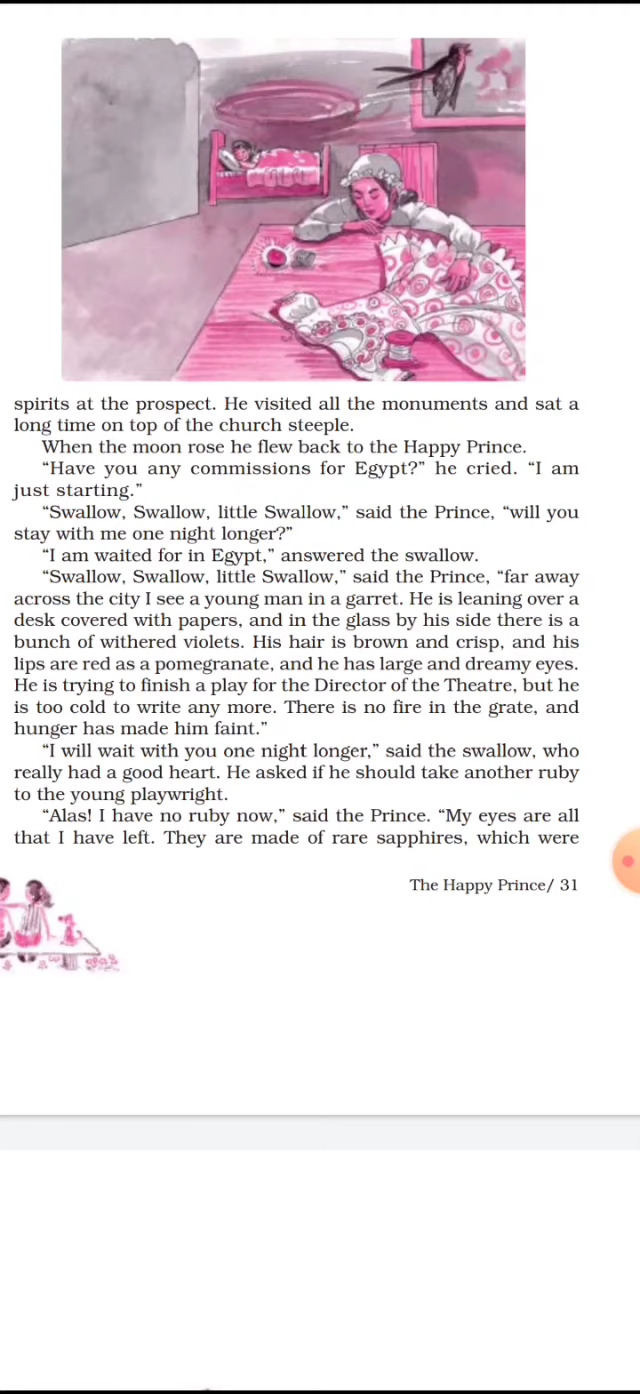 spirits at the prospect. He visited all the monuments and sat a
long time on top of the church steeple.
When the moon rose he flew back to the Happy Prince.
“Have you any commissions for Egypt?” he cried. “I am
just starting.”
“Swallow, Swallow, little Swallow,” said the Prince, “will you
stay with me one night longer?”
“I am waited for in Egypt,” answered the swallow.
“Swallow, Swallow, little Swallow,” said the Prince, “far away
across the city I see a young man in a garret. He is leaning over a
desk covered with papers, and in the glass by his side there is a
bunch of withered violets. His hair is brown and crisp, and his
lips are red as a pomegranate, and he has large and dreamy eyes.
He is trying to finish a play for the Director of the Theatre, but he
is too cold to write any more. There is no fire in the grate, and
hunger has made him faint.”
“I will wait with you one night longer,” said the swallow, who
really had a good heart. He asked if he should take another ruby
to the young playwright.
“Alas! I have no ruby now,” said the Prince. “My eyes are all
that I have left. They are made of rare sapphires, which were
The Happy Prince/ 31